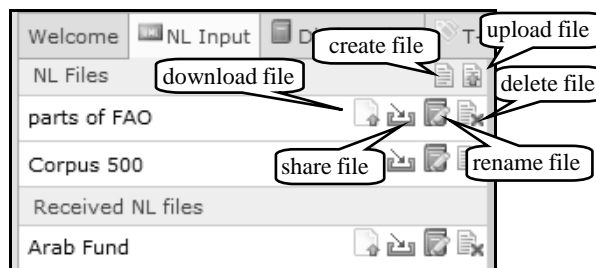 Welcome NL Input D T-
create file
upload file
NL Files
download file
delete file
parts of FAO
share file
rename file
Corpus 500
Received NL files
Arab Fund